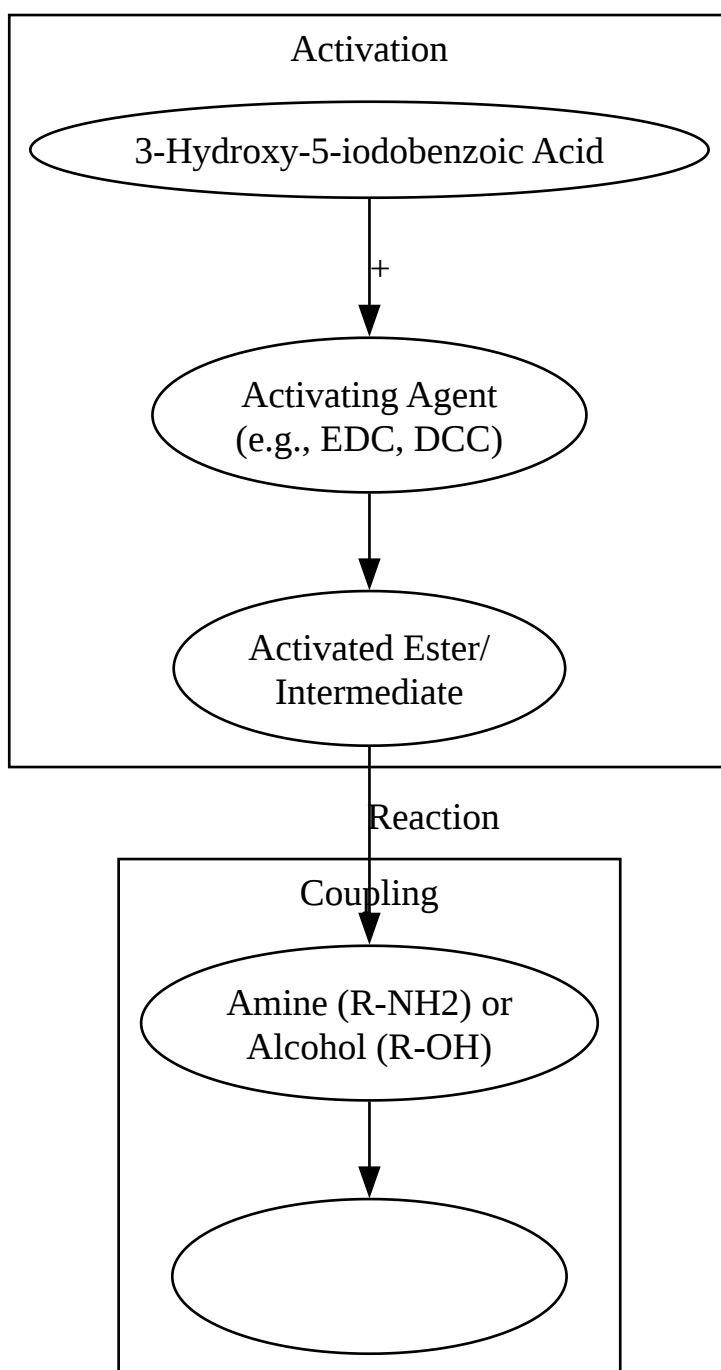 Activation
3-Hydroxy-5-iodobenzoic Acid
+
Activating Agent
(e.g., EDC, DCC)
Activated Ester/
Intermediate
Reaction
Coupling
Amine (R-NH2) or
Alcohol (R-OH)